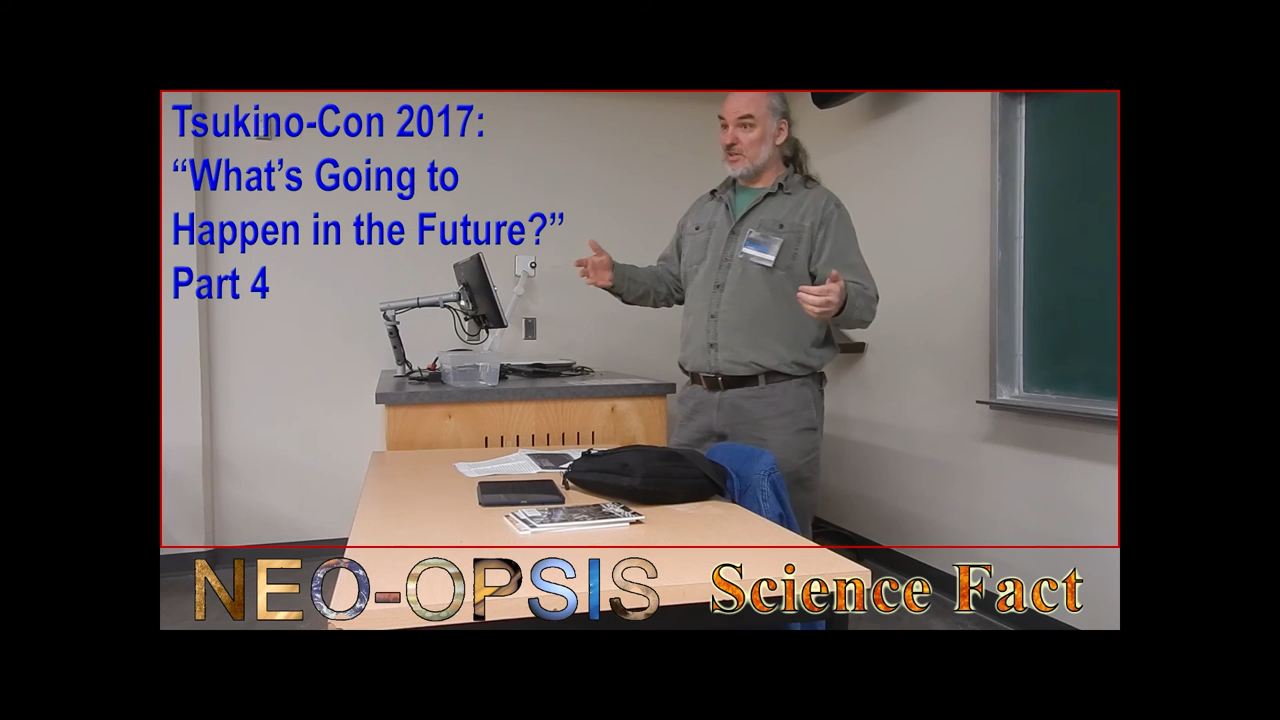 Tsukino-Con 2017:
“What’s Going to
Happen in the Future?”
Part 4
NEO-OPSIS Science Fact